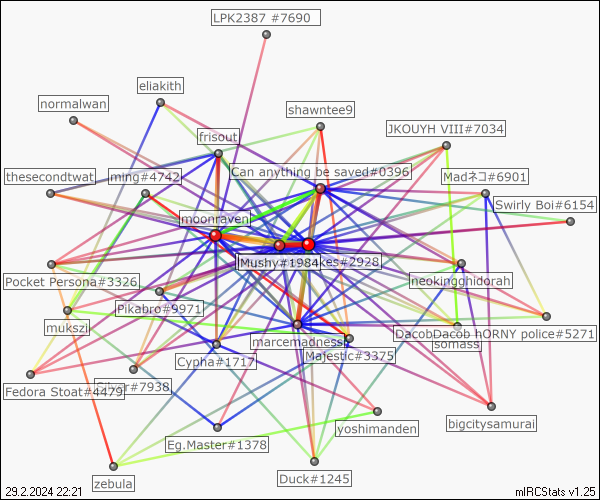 LPK2387 #7690
eliakith
normalwan
shawntee9
JKOUYH VIII#7034
frisout
Can anything be saved#0396
thesecondtwat
ming#4742
Madネコ#6901
Swirly Boi#6154
moonraven
Mushy#1984
kes#2928
Pocket Persona#3326
neokingghidorah
Pikabro#9971
mukszi
DacobDacob hORNY police#5271
marcemadness
somass
Majestic#3375
Cypha#1717
#7938
Fedora Stoat#4479
bigcitysamurai
yoshimanden
Eg.Master#1378
zebula
Duck#1245
29.2.2024 22:21
mIRCStats v1.25